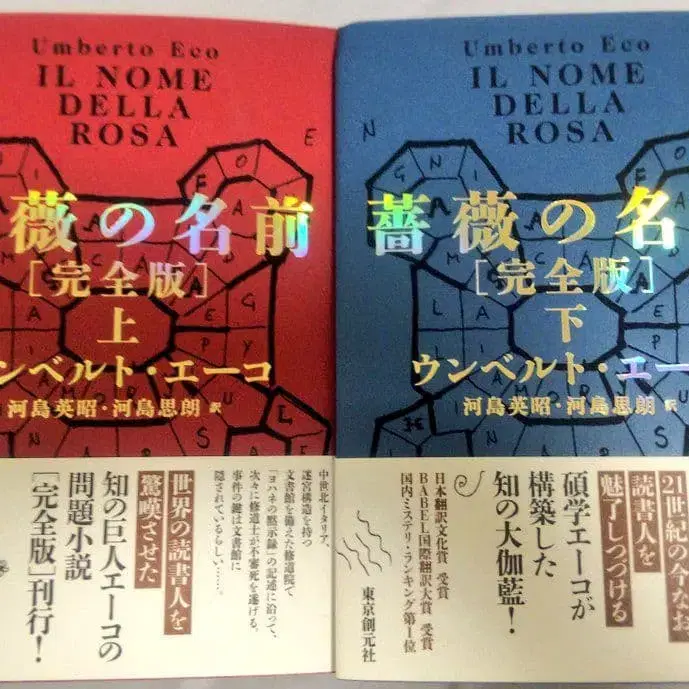 Umberto Eco
IL NOME
DELLA
ROSA
薇の名前
[完全版]
上
ンベルト・エーコ
河島英昭・河島思朗 訳
中世北イタリア、
迷宮構造を持つ
文書館を備えた修道院で
「ヨハネの黙示録」の記述に沿って、
次々に修道士が不審死を遂げる。
事件の鍵は文書館に
隠されているらしい……。
世界の読書人を
驚嘆させた
知の巨人エーコの
問題小説
[完全版]刊行!
Umberto Eco
IL NOME
DELLA
ROSA
薔薇の名
[完全版]
下
ウンベルト・エー
河島英昭・河島思朗 訳
21世紀の今なお
読書人を
魅了しつづける
碩学エーコが
構築した
知の大伽藍!
日本翻訳文化賞 受賞
BABEL国際翻訳大賞 受賞
国内・ミステリ・ランキング第1位
東京創元社